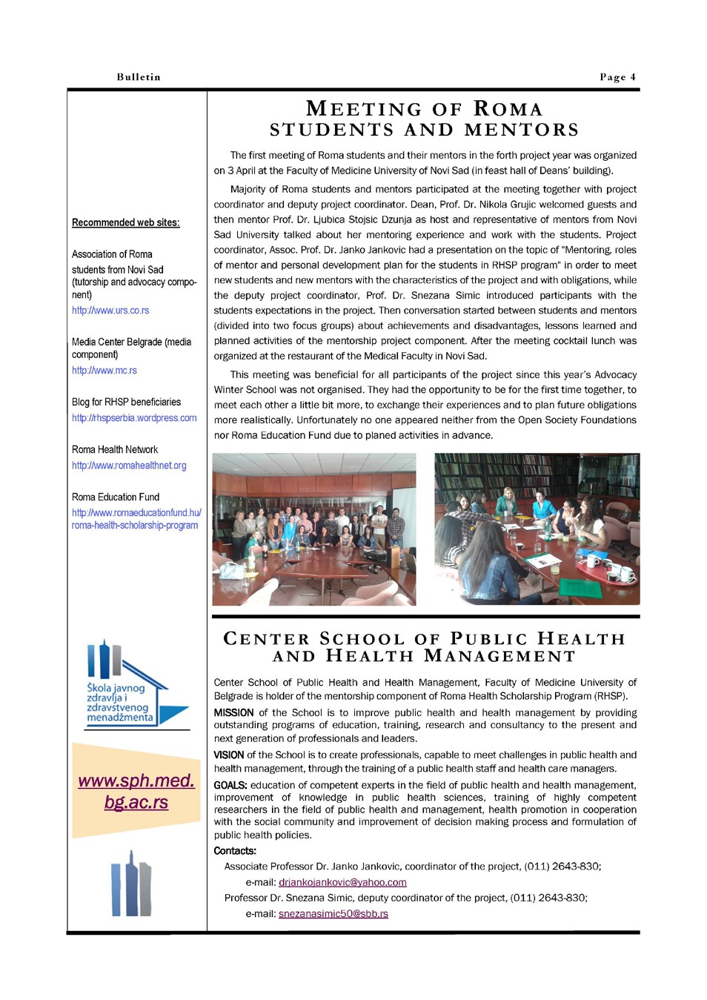 Bulletin
Page 4
Recommended web sites:
Association of Roma
students from Novi Sad
(tutorship and advocacy compo-
nent)
http://www.urs.co.rs
Media Center Belgrade (media
component)
http://www.mc.rs
Blog for RHSP beneficiaries
http://rhspserbia.wordpress.com
Roma Health Network
http://www.romahealthnet.org
Roma Education Fund
http://www.romaeducationfund.hu/
roma-health-scholarship-program
Škola javnog
zdravlja i
zdravstvenog
menadžmenta
www.sph.med.
bg.ac.rs
MEETING OF ROMA
STUDENTS AND MENTORS
The first meeting of Roma students and their mentors in the forth project year was organized
on 3 April at the Faculty of Medicine University of Novi Sad (in feast hall of Deans’ building).
Majority of Roma students and mentors participated at the meeting together with project
coordinator and deputy project coordinator. Dean, Prof. Dr. Nikola Grujic welcomed guests and
then mentor Prof. Dr. Ljubica Stojsic Dzunja as host and representative of mentors from Novi
Sad University talked about her mentoring experience and work with the students. Project
coordinator, Assoc. Prof. Dr. Janko Jankovic had a presentation on the topic of "Mentoring, roles
of mentor and personal development plan for the students in RHSP program" in order to meet
new students and new mentors with the characteristics of the project and with obligations, while
the deputy project coordinator, Prof. Dr. Snezana Simic introduced participants with the
students expectations in the project. Then conversation started between students and mentors
(divided into two focus groups) about achievements and disadvantages, lessons learned and
planned activities of the mentorship project component. After the meeting cocktail lunch was
organized at the restaurant of the Medical Faculty in Novi Sad.
This meeting was beneficial for all participants of the project since this year’s Advocacy
Winter School was not organised. They had the opportunity to be for the first time together, to
meet each other a little bit more, to exchange their experiences and to plan future obligations
more realistically. Unfortunately no one appeared neither from the Open Society Foundations
nor Roma Education Fund due to planed activities in advance.
CENTER SCHOOL OF PUBLIC HEALTH
AND HEALTH MANAGEMENT
Center School of Public Health and Health Management, Faculty of Medicine University of
Belgrade is holder of the mentorship component of Roma Health Scholarship Program (RHSP).
MISSION of the School is to improve public health and health management by providing
outstanding programs of education, training, research and consultancy to the present and
next generation of professionals and leaders.
VISION of the School is to create professionals, capable to meet challenges in public health and
health management, through the training of a public health staff and health care managers.
GOALS: education of competent experts in the field of public health and health management,
improvement of knowledge in public health sciences, training of highly competent
researchers in the field of public health and management, health promotion in cooperation
with the social community and improvement of decision making process and formulation of
public health policies.
Contacts:
Associate Professor Dr. Janko Jankovic, coordinator of the project, (011) 2643-830;
e-mail: drjankojankovic@yahoo.com
Professor Dr. Snezana Simic, deputy coordinator of the project, (011) 2643-830;
e-mail: snezanasimic50@sbb.rs